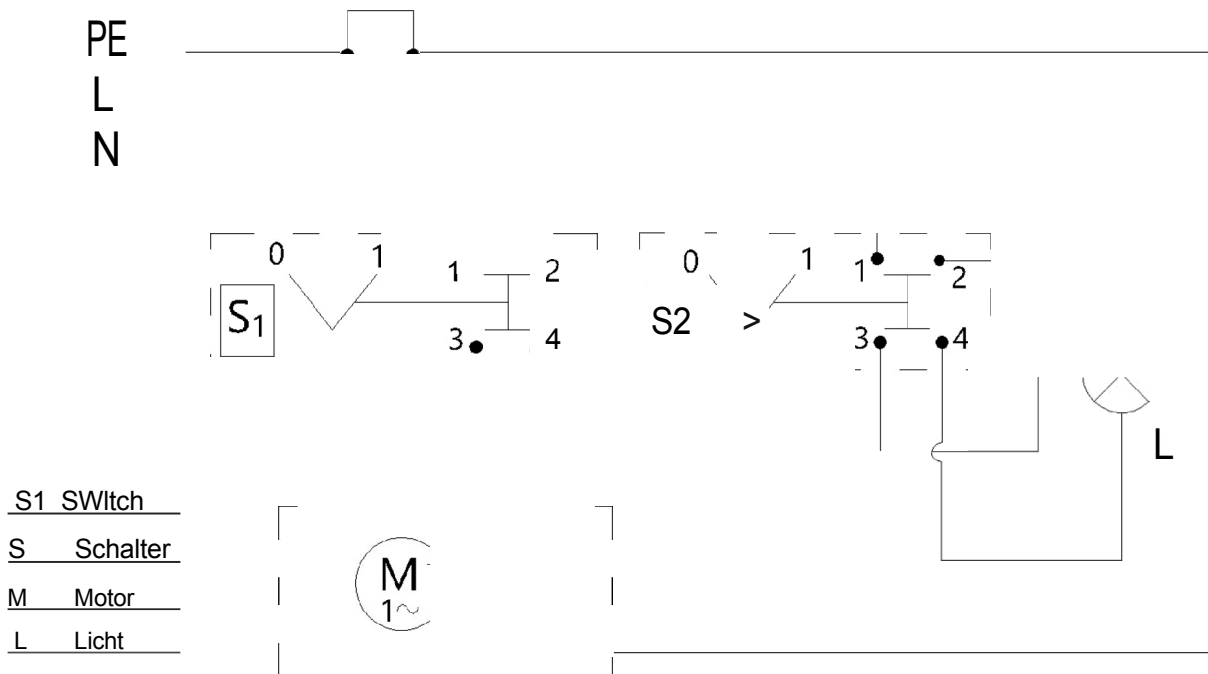 PE
L
N
0 1 1 2
S1
3 4
0 1 1 2
S2 >
3 4
L
S1 SWItch
S Schalter
M Motor
L Licht
M
1~